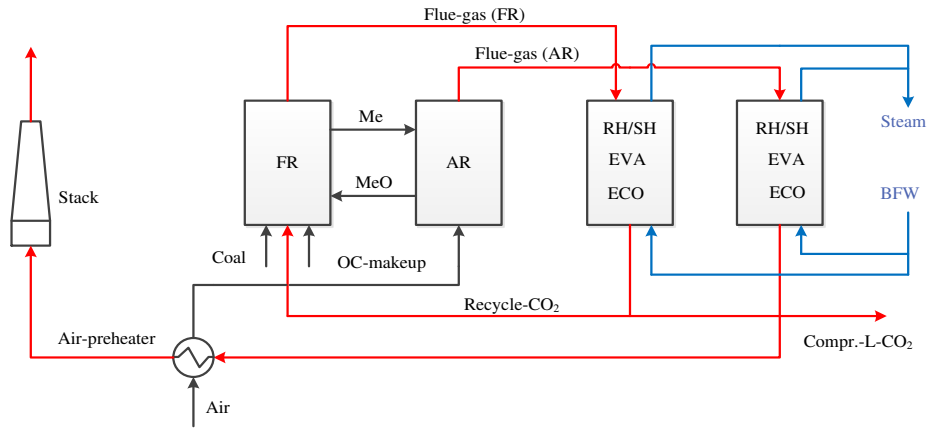 Flue-gas (FR)
Flue-gas (AR)
Me
FR
AR
MeO
RH/SH
EVA
ECO
RH/SH
EVA
ECO
Steam
BFW
Stack
Coal
OC-makeup
Recycle-CO₂
Air-preheater
Compr.-L-CO₂
Air